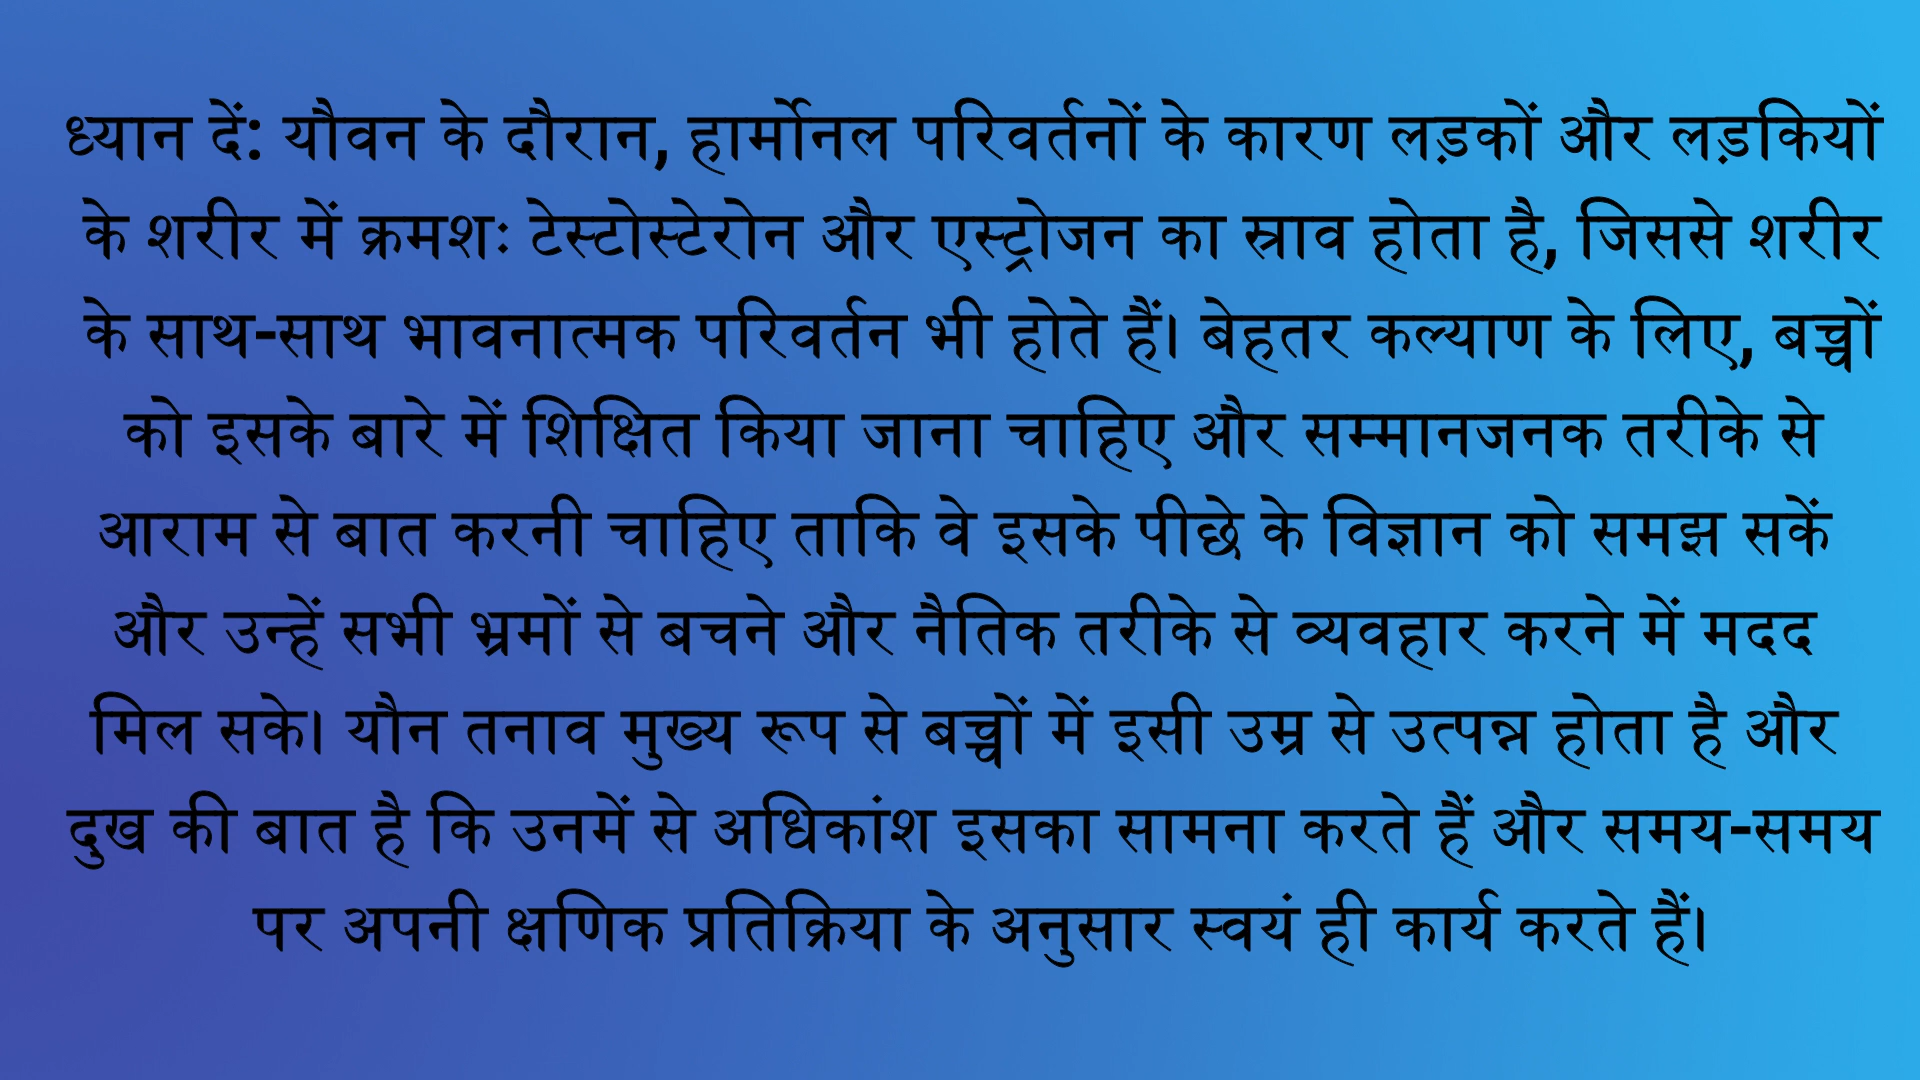 ध्यान दें: यौवन के दौरान, हार्मोनल परिवर्तनों के कारण लड़कों और लड़कियों
के शरीर में क्रमशः टेस्टोस्टेरोन और एस्ट्रोजन का स्राव होता है, जिससे शरीर
के साथ-साथ भावनात्मक परिवर्तन भी होते हैं। बेहतर कल्याण के लिए, बच्चों
को इसके बारे में शिक्षित किया जाना चाहिए और सम्मानजनक तरीके से
आराम से बात करनी चाहिए ताकि वे इसके पीछे के विज्ञान को समझ सकें
और उन्हें सभी भ्रमों से बचने और नैतिक तरीके से व्यवहार करने में मदद
मिल सके। यौन तनाव मुख्य रूप से बच्चों में इसी उम्र से उत्पन्न होता है और
दुख की बात है कि उनमें से अधिकांश इसका सामना करते हैं और समय-समय
पर अपनी क्षणिक प्रतिक्रिया के अनुसार स्वयं ही कार्य करते हैं।